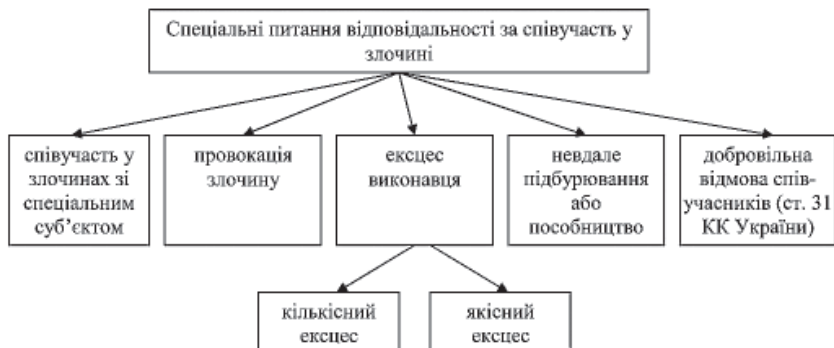 Спеціальні питання відповідальності за співучасть у
злочині
співучасть у
злочинах зі
спеціальним
суб’єктом
провокація
злочину
ексцес
виконавця
невдале
підбурювання
або
пособництво
добровільна
відмова спів-
учасників (ст. 31
КК України)
кількісний
ексцес
якісний
ексцес